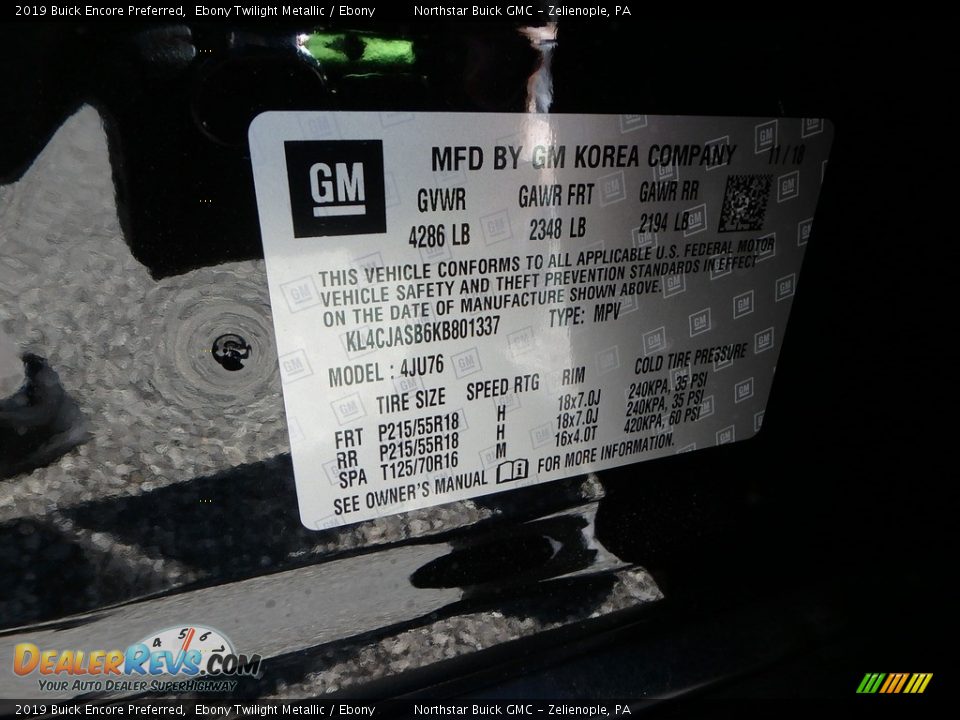 2019 Buick Encore Preferred,  Ebony Twilight Metallic / Ebony  Northstar Buick GMC - Zelienople, PA
GM MFD BY GM KOREA COMPANY 11/18
GVWR GAWR FRT GAWR RR
4286 LB 2348 LB 2194 LB
THIS VEHICLE CONFORMS TO ALL APPLICABLE U.S. FEDERAL MOTOR
VEHICLE SAFETY AND THEFT PREVENTION STANDARDS IN EFFECT
ON THE DATE OF MANUFACTURE SHOWN ABOVE.
KL4CJASB6KB801337 TYPE: MPV
MODEL : 4JU76
TIRE SIZE SPEED RTG RIM COLD TIRE PRESSURE
FRT P215/55R18 H 18x7.0J 240KPA, 35 PSI
RR P215/55R18 H 18x7.0J 240KPA, 35 PSI
SPA T125/70R16 M 16x4.0T 420KPA, 60 PSI
SEE OWNER'S MANUAL FOR MORE INFORMATION.
4 5 6
DEALERREVS.COM
YOUR AUTO DEALER SUPERHIGHWAY
2019 Buick Encore Preferred,  Ebony Twilight Metallic / Ebony  Northstar Buick GMC - Zelienople, PA